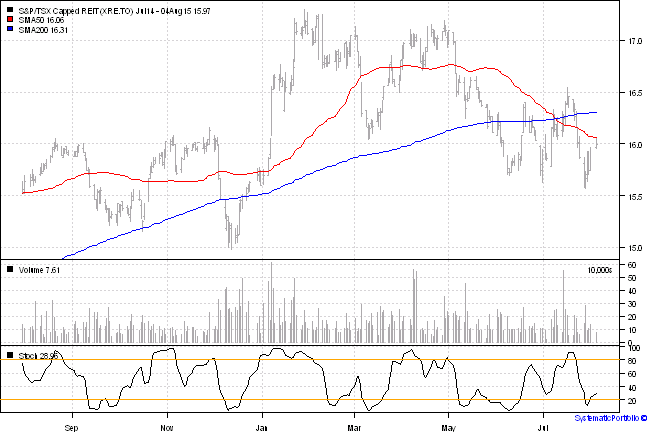 S&P/TSX Capped REIT(XRE.TO) Jul14 - 04Aug15 15.97
SMA50 16.06
SMA200 16.31
17.0
16.5
16.0
15.5
15.0
Volume 7.61
10,000s
60
50
40
30
20
10
0
Stoch 28.96
100
80
60
40
20
Sep
Nov
Jan
Mar
May
Jul
SystematicPortfolio ©